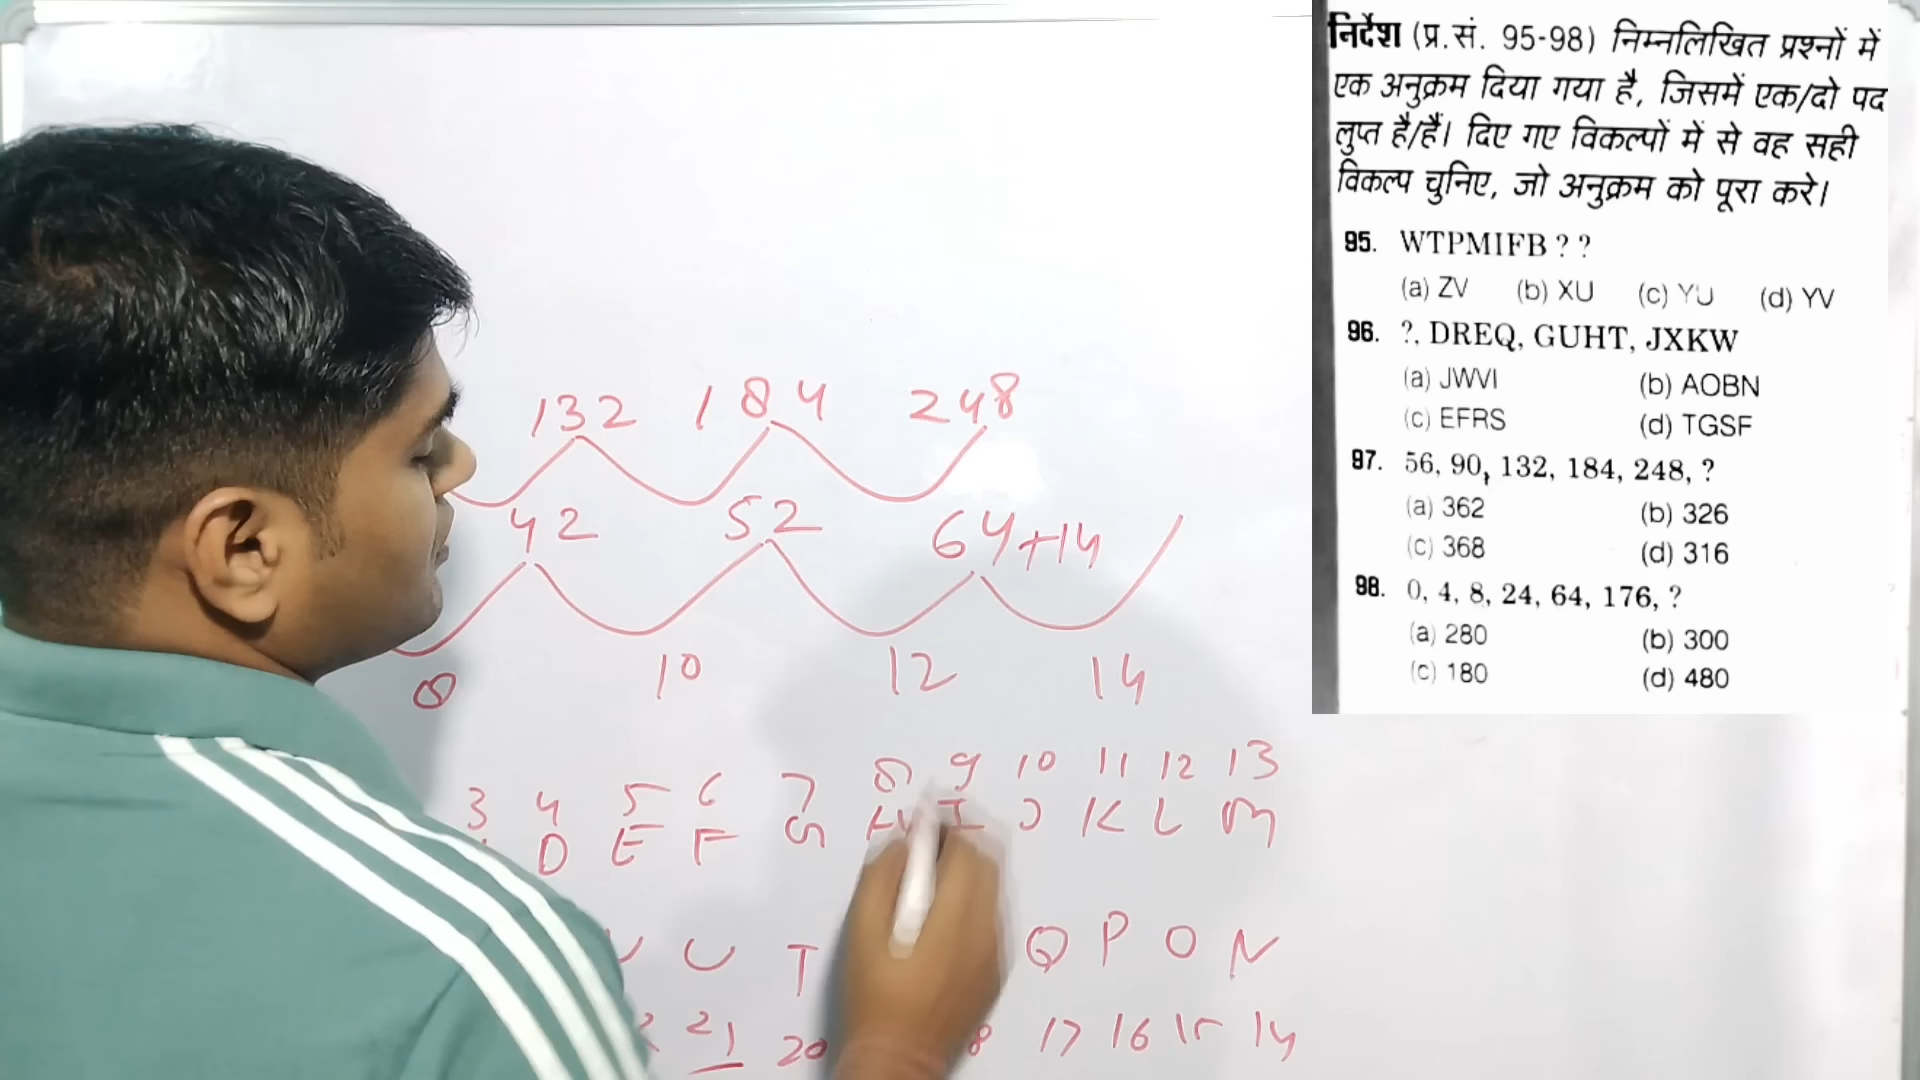 निर्देश (प्र.सं. 95-98) निम्नलिखित प्रश्नों में
एक अनुक्रम दिया गया है, जिसमें एक/दो पद
लुप्त है/हैं। दिए गए विकल्पों में से वह सही
विकल्प चुनिए, जो अनुक्रम को पूरा करे।
95. WTPMIFB ? ?
(a) ZV (b) XU (c) YU (d) YV
96. ?, DREQ, GUHT, JXKW
(a) JWVI (b) AOBN
(c) EFRS (d) TGSF
97. 56, 90, 132, 184, 248, ?
(a) 362 (b) 326
(c) 368 (d) 316
98. 0, 4, 8, 24, 64, 176, ?
(a) 280 (b) 300
(c) 180 (d) 480
132 184 248
42 52 64+14
8 10 12 14
3 4 5 6 7 8 9 10 11 12 13
D E F G H I J K L M
U T Q P O N
21 20 17 16 15 14